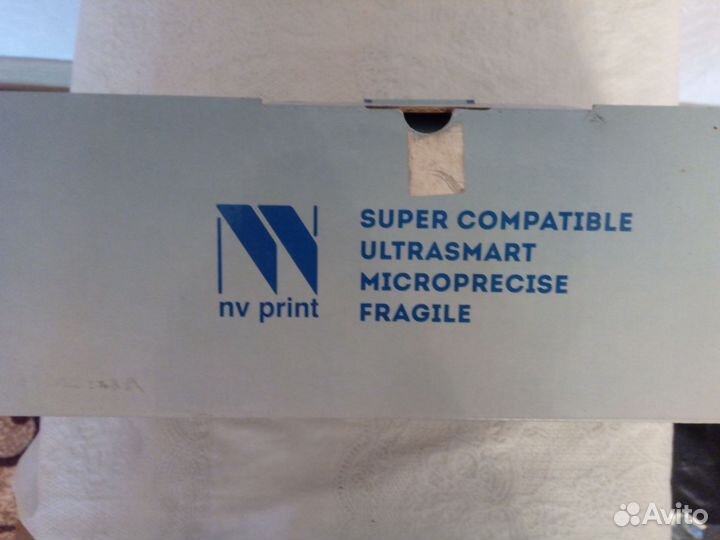 SUPER COMPATIBLE
ULTRASMART
MICROPRECISE
FRAGILE
nv print
Avito